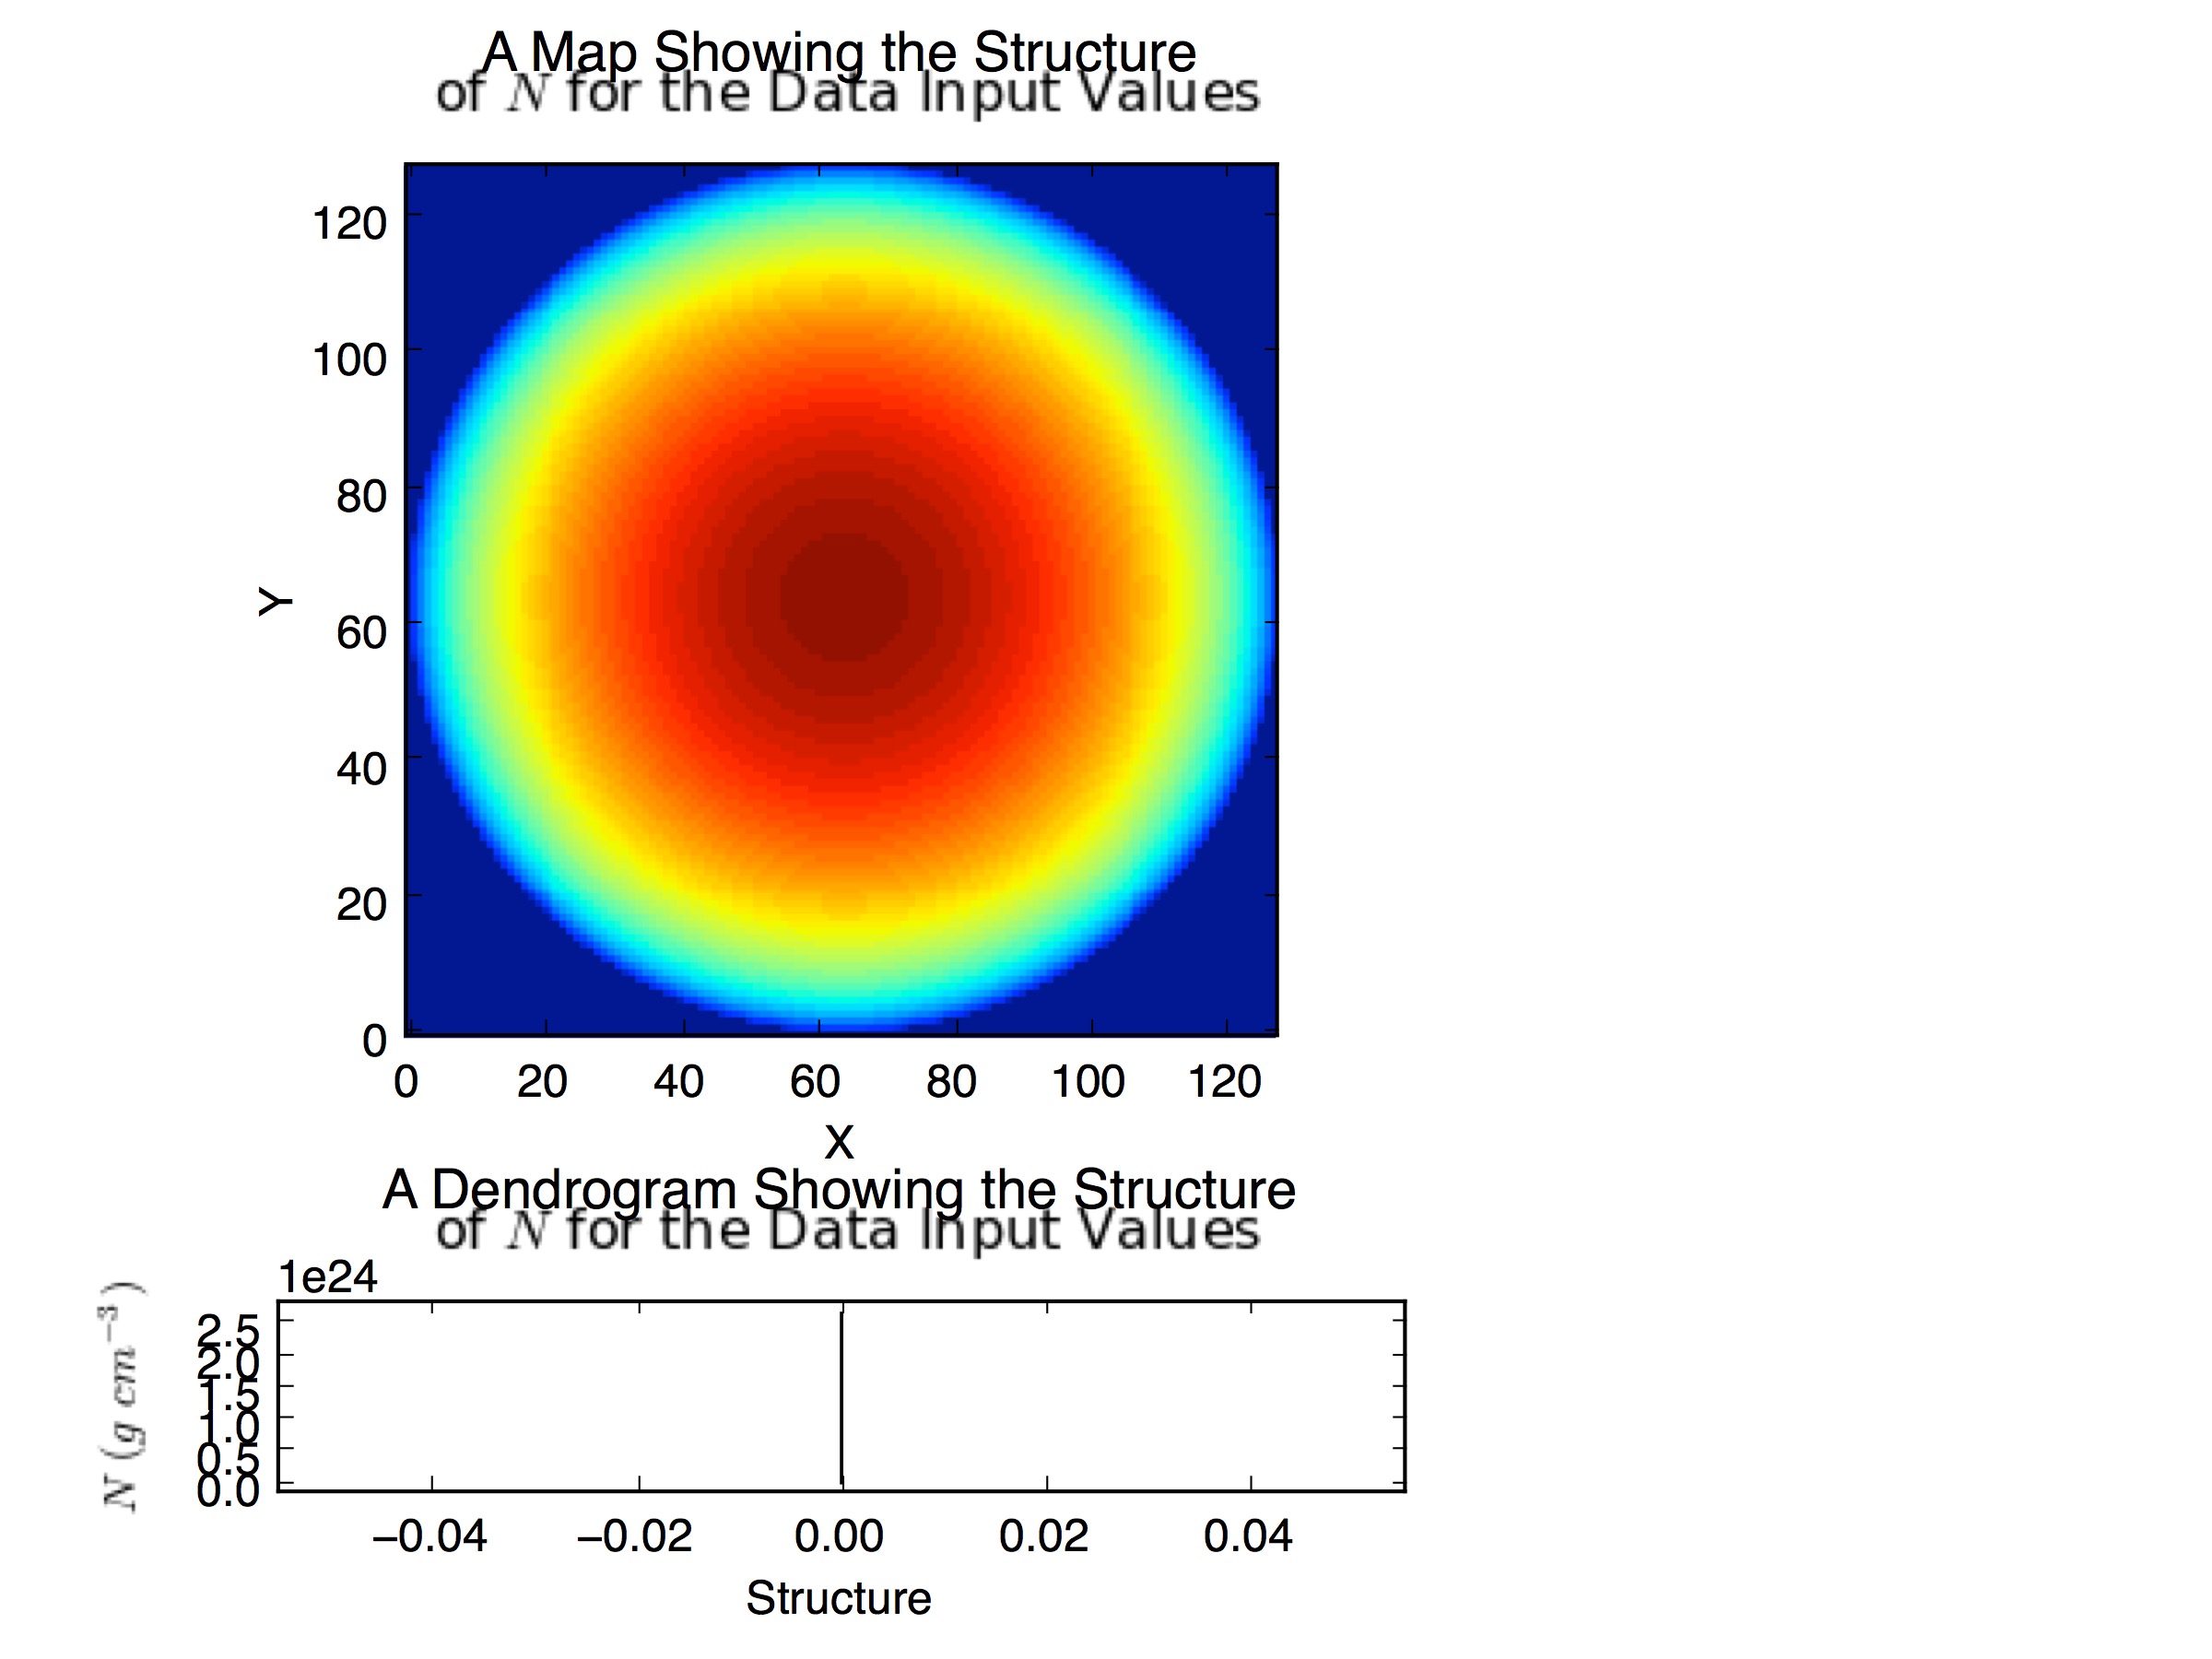 A Map Showing the Structure
of N for the Data Input Values
120
100
80
60
40
20
0
Y
0 20 40 60 80 100 120
X
A Dendrogram Showing the Structure
of N for the Data Input Values
1e24
2.5
2.0
1.5
1.0
0.5
0.0
N (g cm⁻³)
−0.04 −0.02 0.00 0.02 0.04
Structure